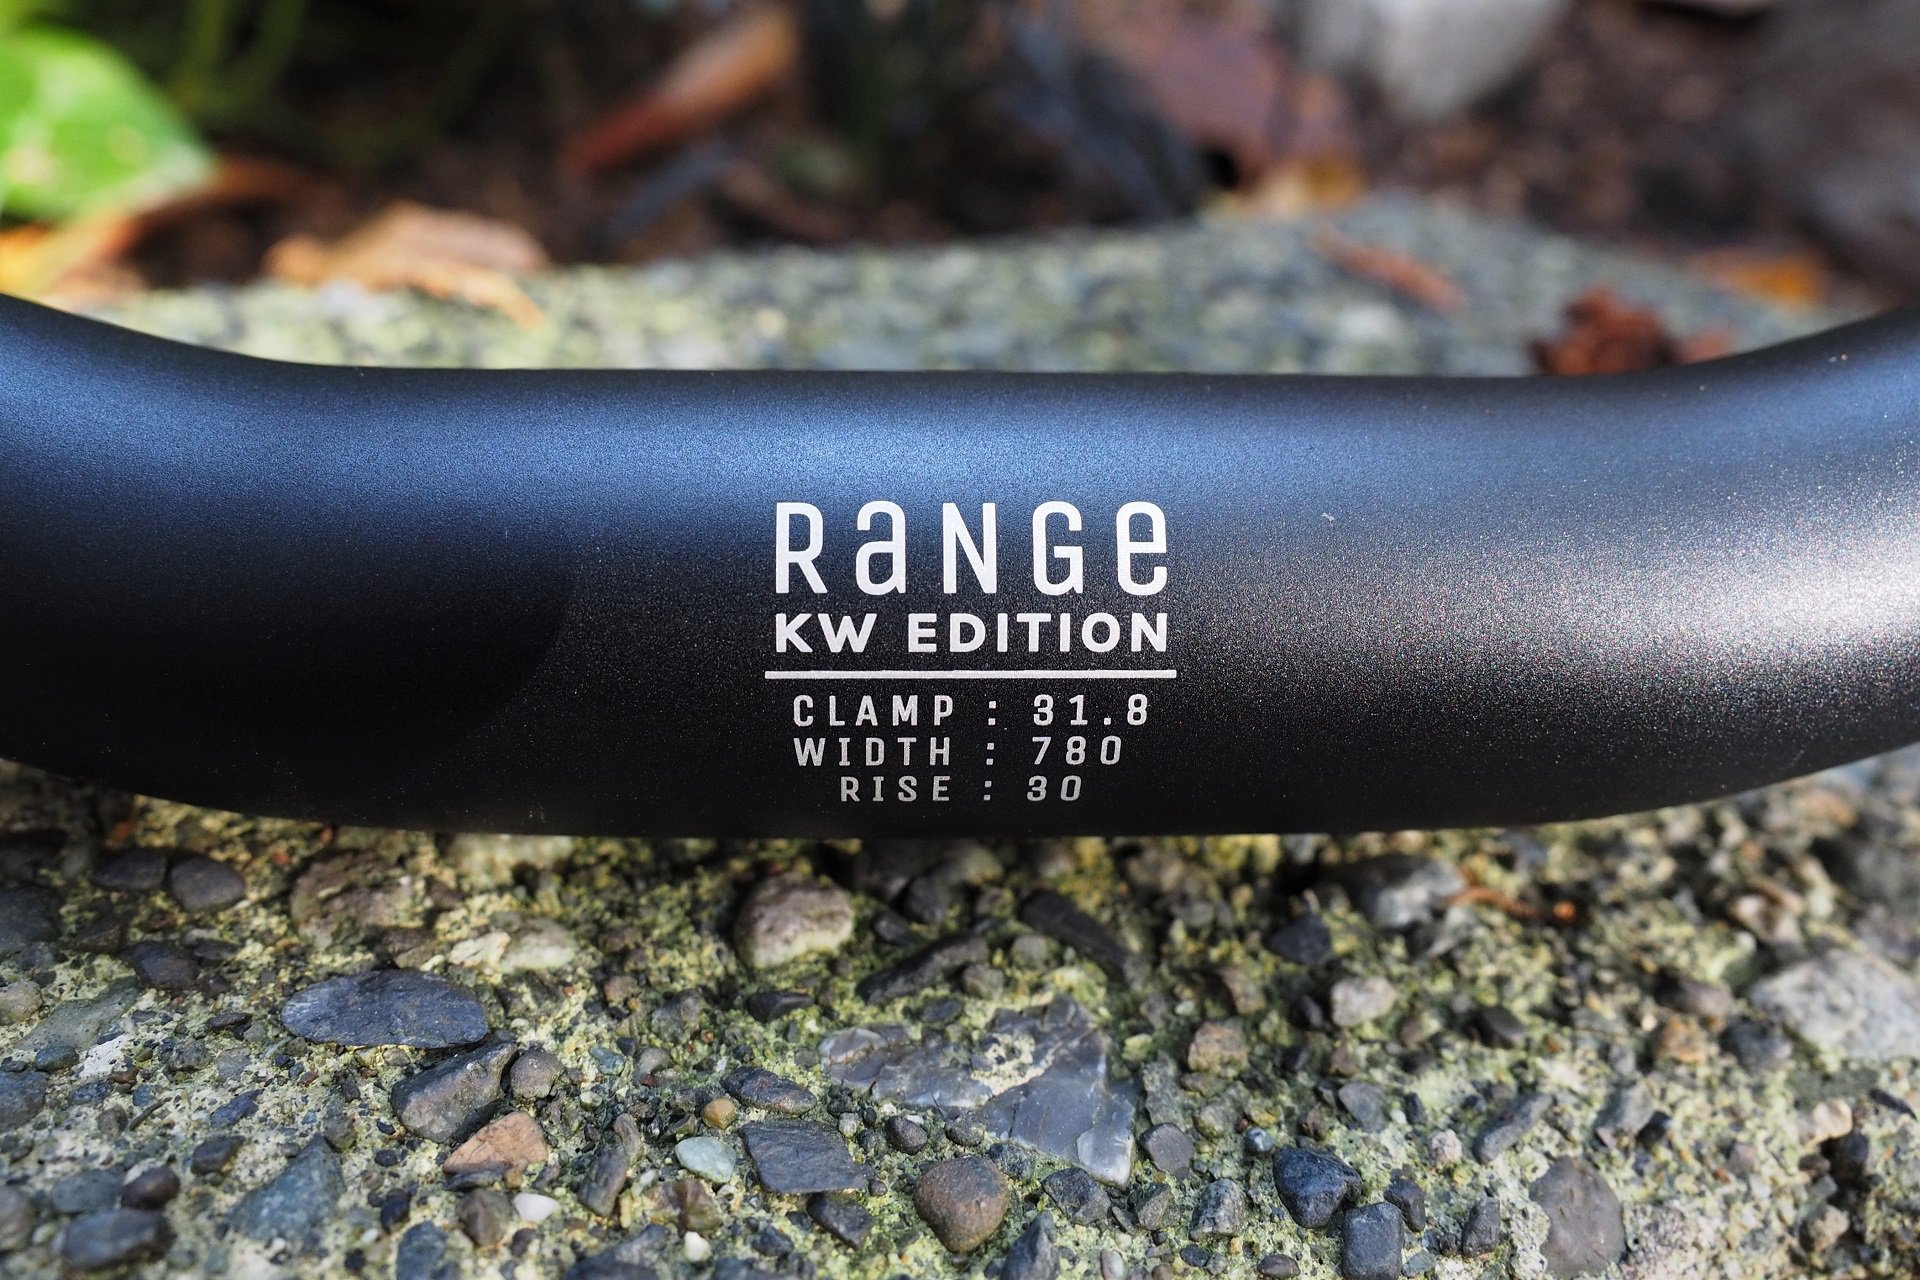 RANGE
KW EDITION
CLAMP : 31.8
WIDTH : 780
RISE : 30